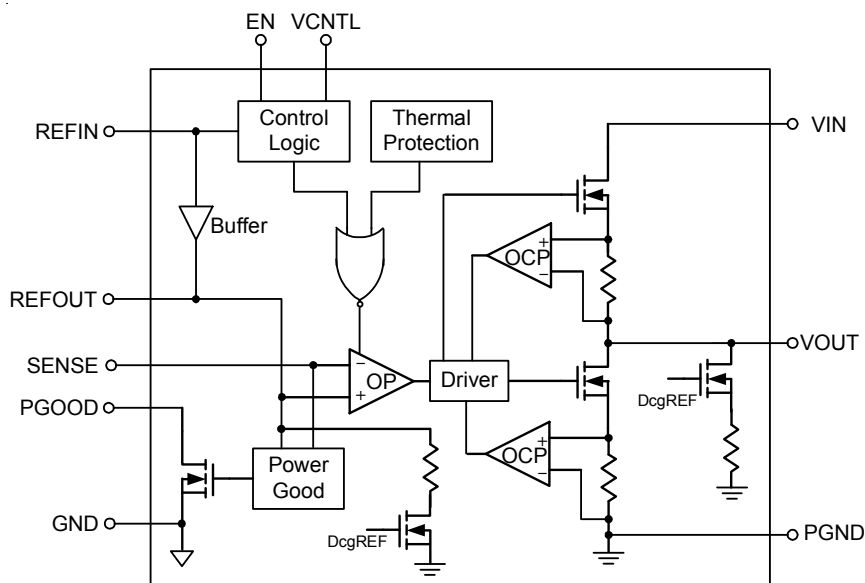 EN VCNTL
REFIN
Control
Logic
Thermal
Protection
VIN
Buffer
+
OCP
−
REFOUT
VOUT
SENSE
−
OP
+
Driver
DcgREF
PGOOD
+
OCP
−
Power
Good
GND
DcgREF
PGND